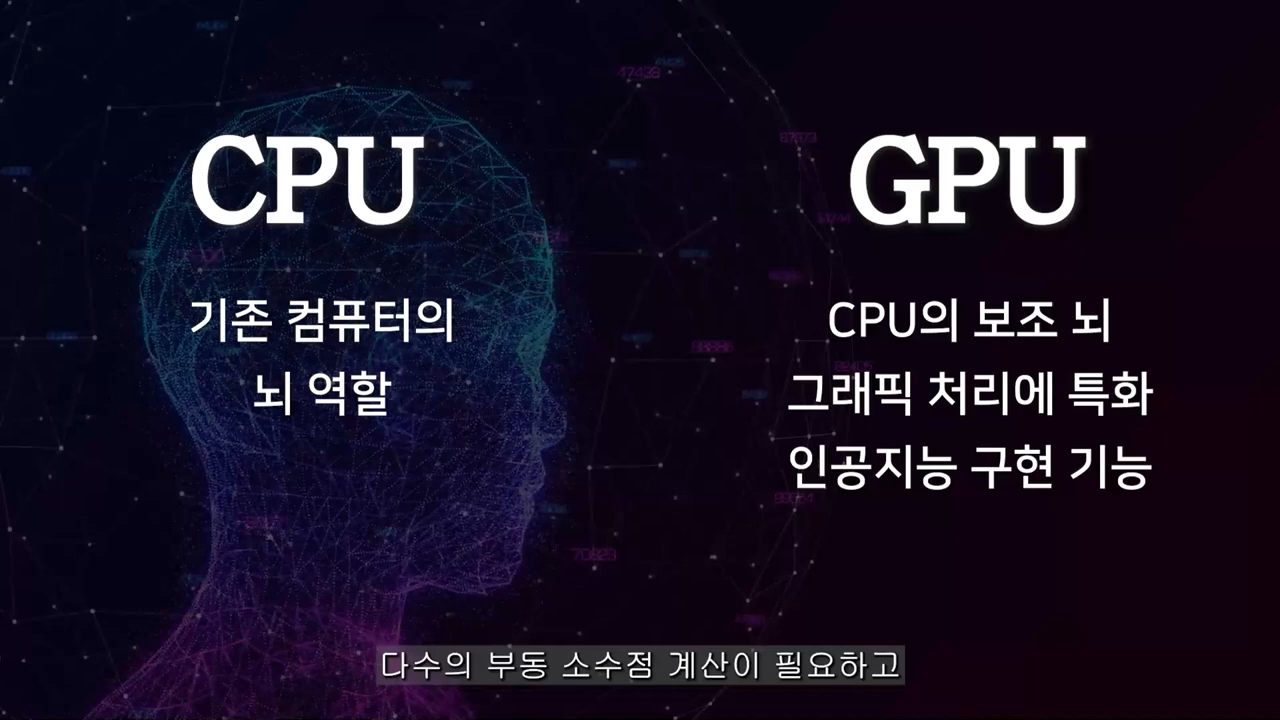 CPU
기존 컴퓨터의
뇌 역할
GPU
CPU의 보조 뇌
그래픽 처리에 특화
인공지능 구현 기능
다수의 부동 소수점 계산이 필요하고